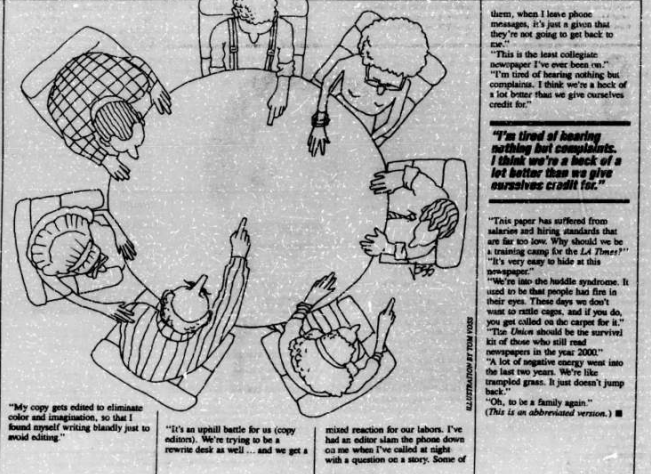 "My copy gets edited to eliminate
color and imagination, so that I
found myself writing blandly just to
avoid editing."
"It's an uphill battle for us (copy
editors). We're trying to be a
rewrite desk as well ... and we get a
mixed reaction for our labors. I've
had an editor slam the phone down
on me when I've called at night
with a question on a story. Some of
ILLUSTRATION BY TOM VOSS
them, when I leave phone
messages, it's just a given that
they're not going to get back to
me."
"This is the least collegiate
newspaper I've ever been on."
"I'm tired of hearing nothing but
complaints. I think we're a heck of
a lot better than we give ourselves
credit for."
"I'm tired of hearing
nothing but complaints.
I think we're a heck of a
lot better than we give
ourselves credit for."
"This paper has suffered from
salaries and hiring standards that
are far too low. Why should we be
a training camp for the LA Times?"
"It's very easy to hide at this
newspaper."
"We're into the huddle syndrome. It
used to be that people had fire in
their eyes. These days we don't
want to rattle cages, and if you do,
you get called on the carpet for it."
"The Union should be the survival
kit of those who still read
newspapers in the year 2000."
"A lot of negative energy went into
the last two years. We're like
trampled grass. It just doesn't jump
back."
"Oh, to be a family again."
(This is an abbreviated version.) ■